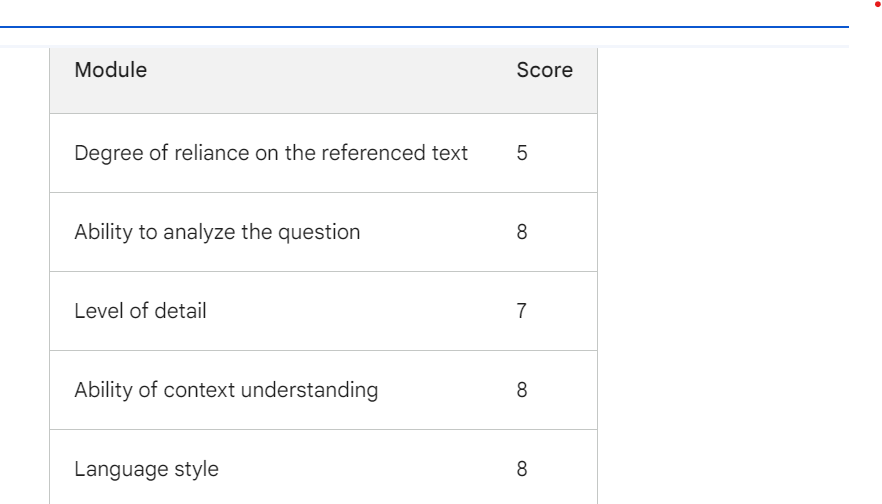 Module Score
Degree of reliance on the referenced text 5
Ability to analyze the question 8
Level of detail 7
Ability of context understanding 8
Language style 8